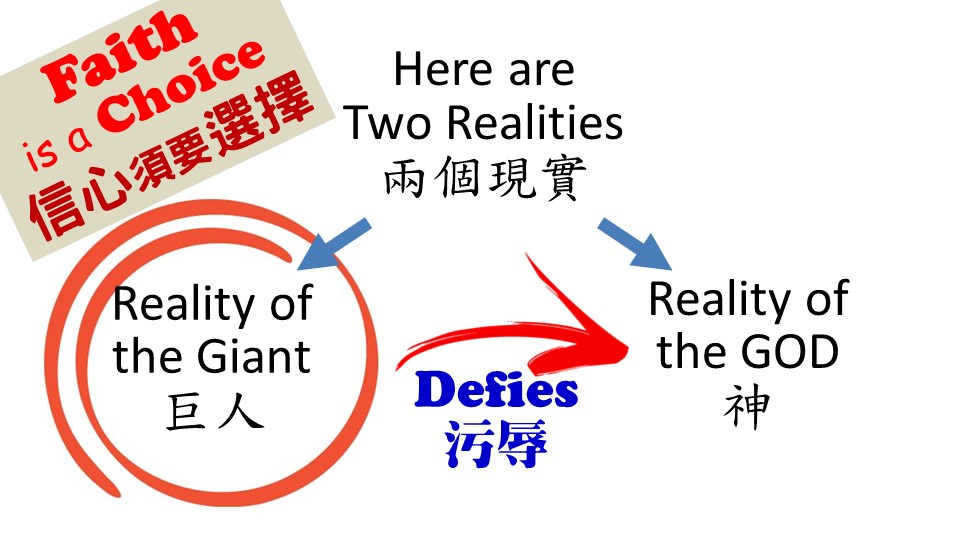 Faith
is a Choice
信心須要選擇
Here are
Two Realities
兩個現實
Reality of
the Giant
巨人
Defies
污辱
Reality of
the GOD
神